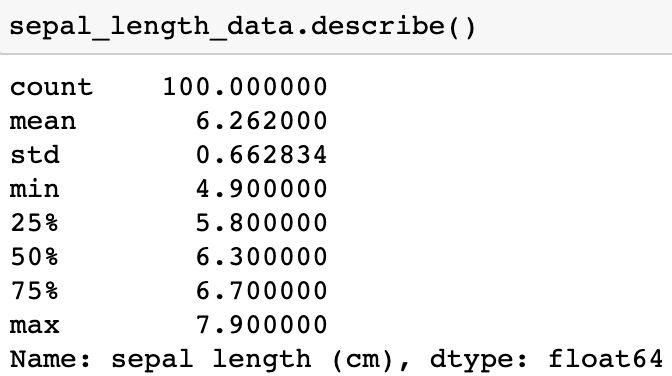 sepal_length_data.describe()
count 100.000000
mean 6.262000
std 0.662834
min 4.900000
25% 5.800000
50% 6.300000
75% 6.700000
max 7.900000
Name: sepal length (cm), dtype: float64